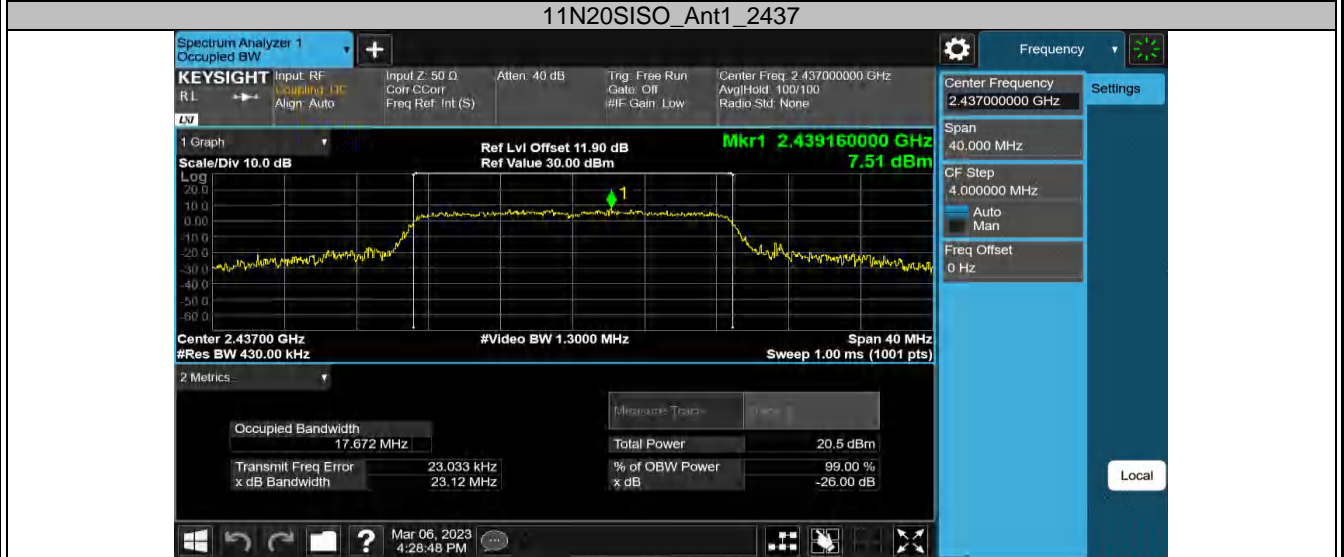 11N20SISO_Ant1_2437
Spectrum Analyzer 1
Occupied BW
+
Frequency
KEYSIGHT
RL
LXI
Input: RF
Coupling: DC
Align: Auto
Input Z: 50 Ω
Corr CCorr
Freq Ref: Int (S)
Atten: 40 dB
Trig: Free Run
Gate: Off
#IF Gain: Low
Center Freq: 2.437000000 GHz
Avg|Hold: 100/100
Radio Std: None
Center Frequency
2.437000000 GHz
Settings
Span
40.000 MHz
CF Step
4.000000 MHz
Auto
Man
Freq Offset
0 Hz
Local
1 Graph
Scale/Div 10.0 dB
Ref Lvl Offset 11.90 dB
Ref Value 30.00 dBm
Mkr1 2.439160000 GHz
7.51 dBm
Log
20.0
10.0
0.00
-10.0
-20.0
-30.0
-40.0
-50.0
-60.0
1
Center 2.43700 GHz
#Video BW 1.3000 MHz
Span 40 MHz
#Res BW 430.00 kHz
Sweep 1.00 ms (1001 pts)
2 Metrics
Measure Trace
Trace 1
Occupied Bandwidth
17.672 MHz
Total Power 20.5 dBm
Transmit Freq Error 23.033 kHz
% of OBW Power 99.00 %
x dB Bandwidth 23.12 MHz
x dB -26.00 dB
?
Mar 06, 2023
4:28:48 PM